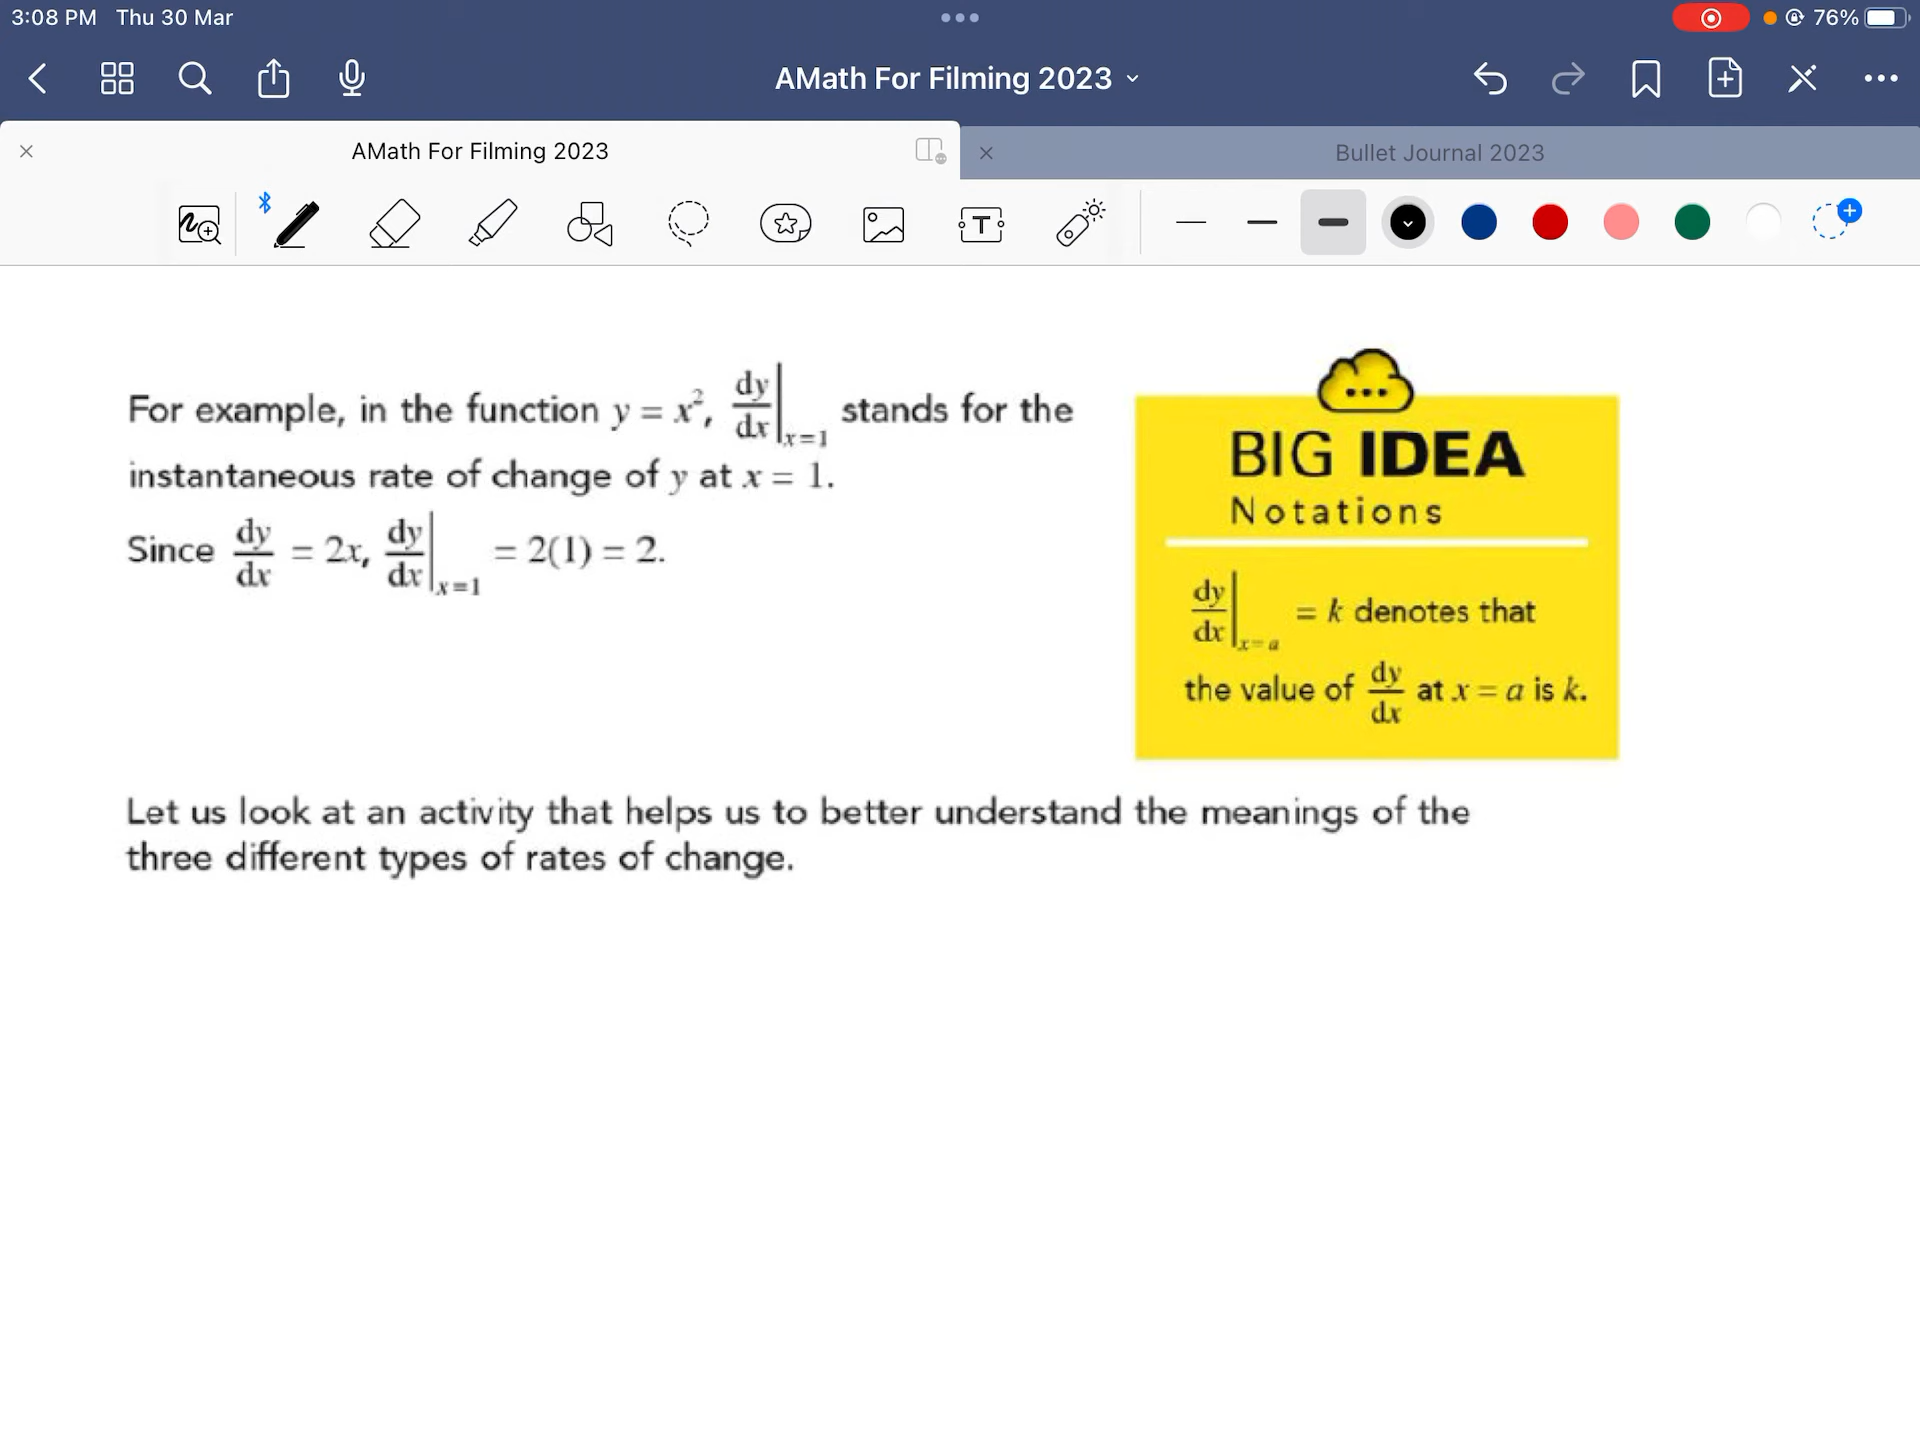 3:08 PM Thu 30 Mar
76%
AMath For Filming 2023
AMath For Filming 2023
Bullet Journal 2023
T
For example, in the function y = x², dy/dx|x=1 stands for the
instantaneous rate of change of y at x = 1.
Since dy/dx = 2x, dy/dx|x=1 = 2(1) = 2.
BIG IDEA
Notations
dy/dx|x=a = k denotes that
the value of dy/dx at x = a is k.
Let us look at an activity that helps us to better understand the meanings of the
three different types of rates of change.